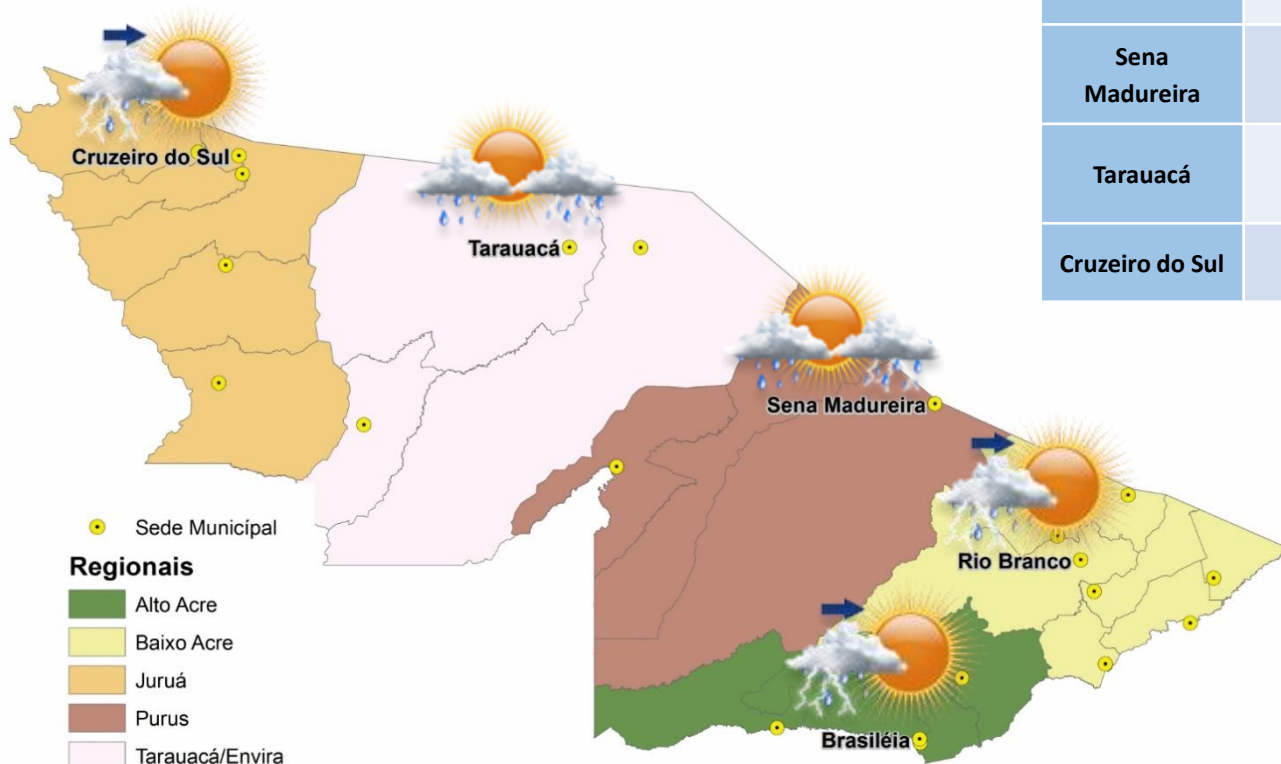 Sena
Madureira
Tarauacá
Cruzeiro do Sul
Cruzeiro do Sul
Tarauacá
Sena Madureira
Rio Branco
Brasiléia
Sede Municípal
Regionais
Alto Acre
Baixo Acre
Juruá
Purus
Tarauacá/Envira